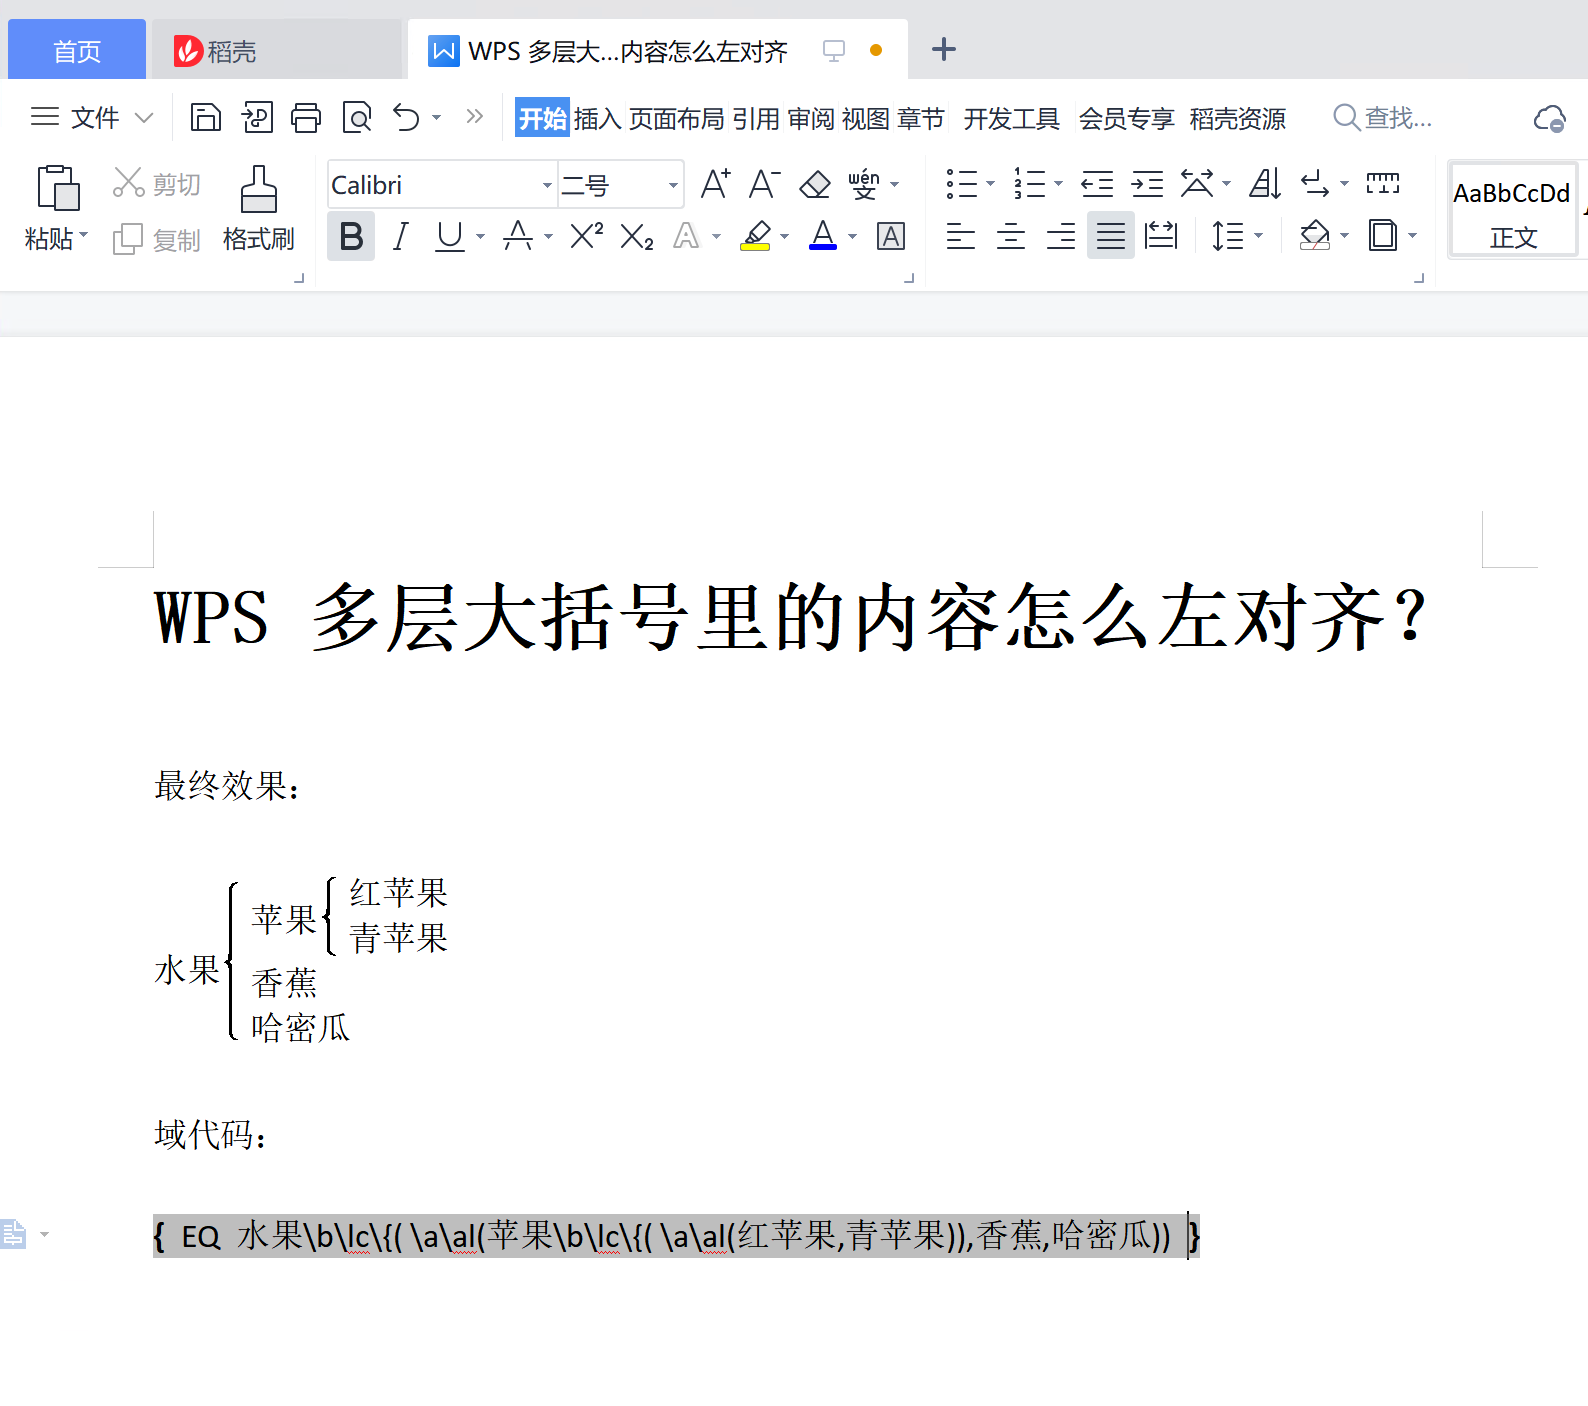 首页
稻壳
WPS 多层大...内容怎么左对齐
文件
开始 插入 页面布局 引用 审阅 视图 章节 开发工具 会员专享 稻壳资源
查找...
粘贴
剪切
复制
格式刷
Calibri
二号
A+ A- wén 变
B I U A X² X₂ A A A
AaBbCcDd
正文
WPS 多层大括号里的内容怎么左对齐？
最终效果：
水果
苹果
红苹果
青苹果
香蕉
哈密瓜
域代码：
{ EQ 水果\b\lc\{( \a\al(苹果\b\lc\{( \a\al(红苹果,青苹果)),香蕉,哈密瓜)) }